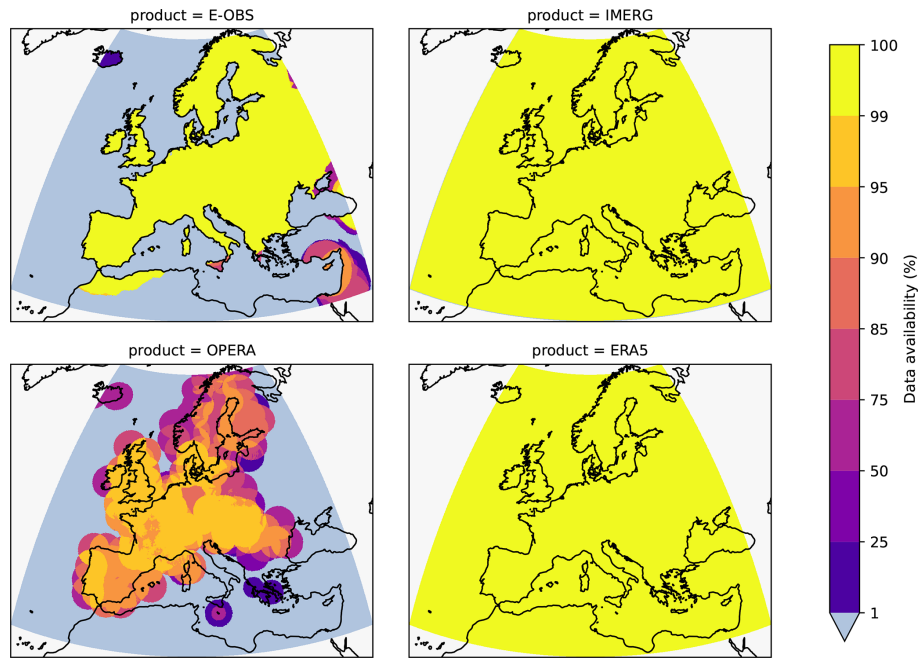 product = E-OBS
product = IMERG
product = OPERA
product = ERA5
100
99
95
90
85
75
50
25
1
Data availability (%)